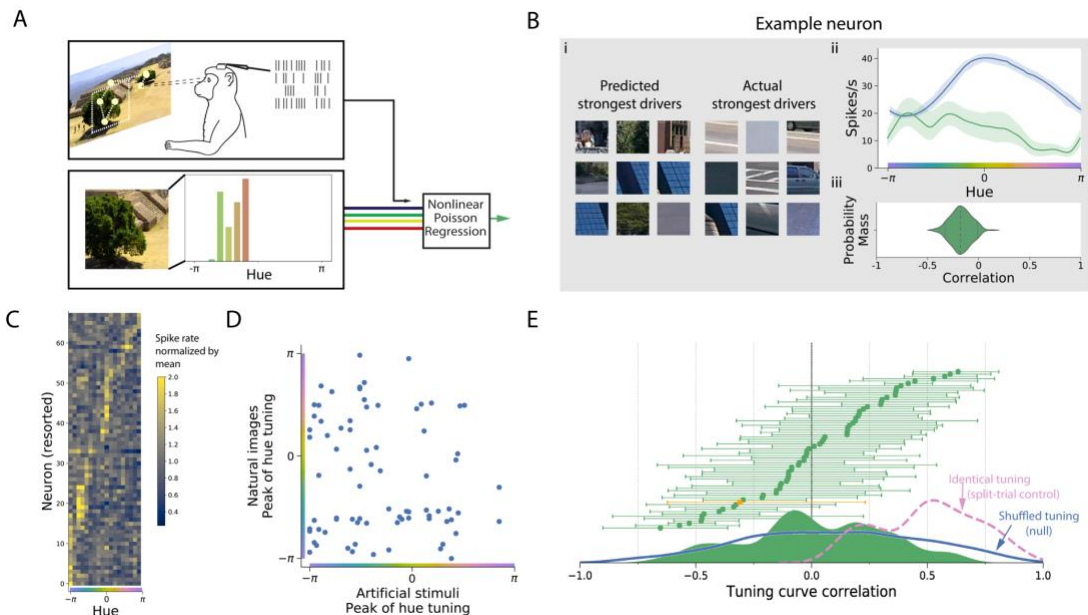 A
-π
Hue
π
Nonlinear
Poisson
Regression
B
Example neuron
i
Predicted
strongest drivers
Actual
strongest drivers
ii
Spikes/s
50
40
30
20
10
0
−π
0
π
Hue
iii
Probability
Mass
-1
-0.5
0
0.5
1
Correlation
C
Neuron (resorted)
60
50
40
30
20
10
0
−π
π
Hue
Spike rate
normalized by
mean
2.0
1.8
1.6
1.4
1.2
1.0
0.8
0.6
0.4
D
Natural images
Peak of hue tuning
π
0
−π
−π
0
π
Artificial stimuli
Peak of hue tuning
E
Identical tuning
(split-trial control)
Shuffled tuning
(null)
−1.0
−0.5
0.0
0.5
1.0
Tuning curve correlation